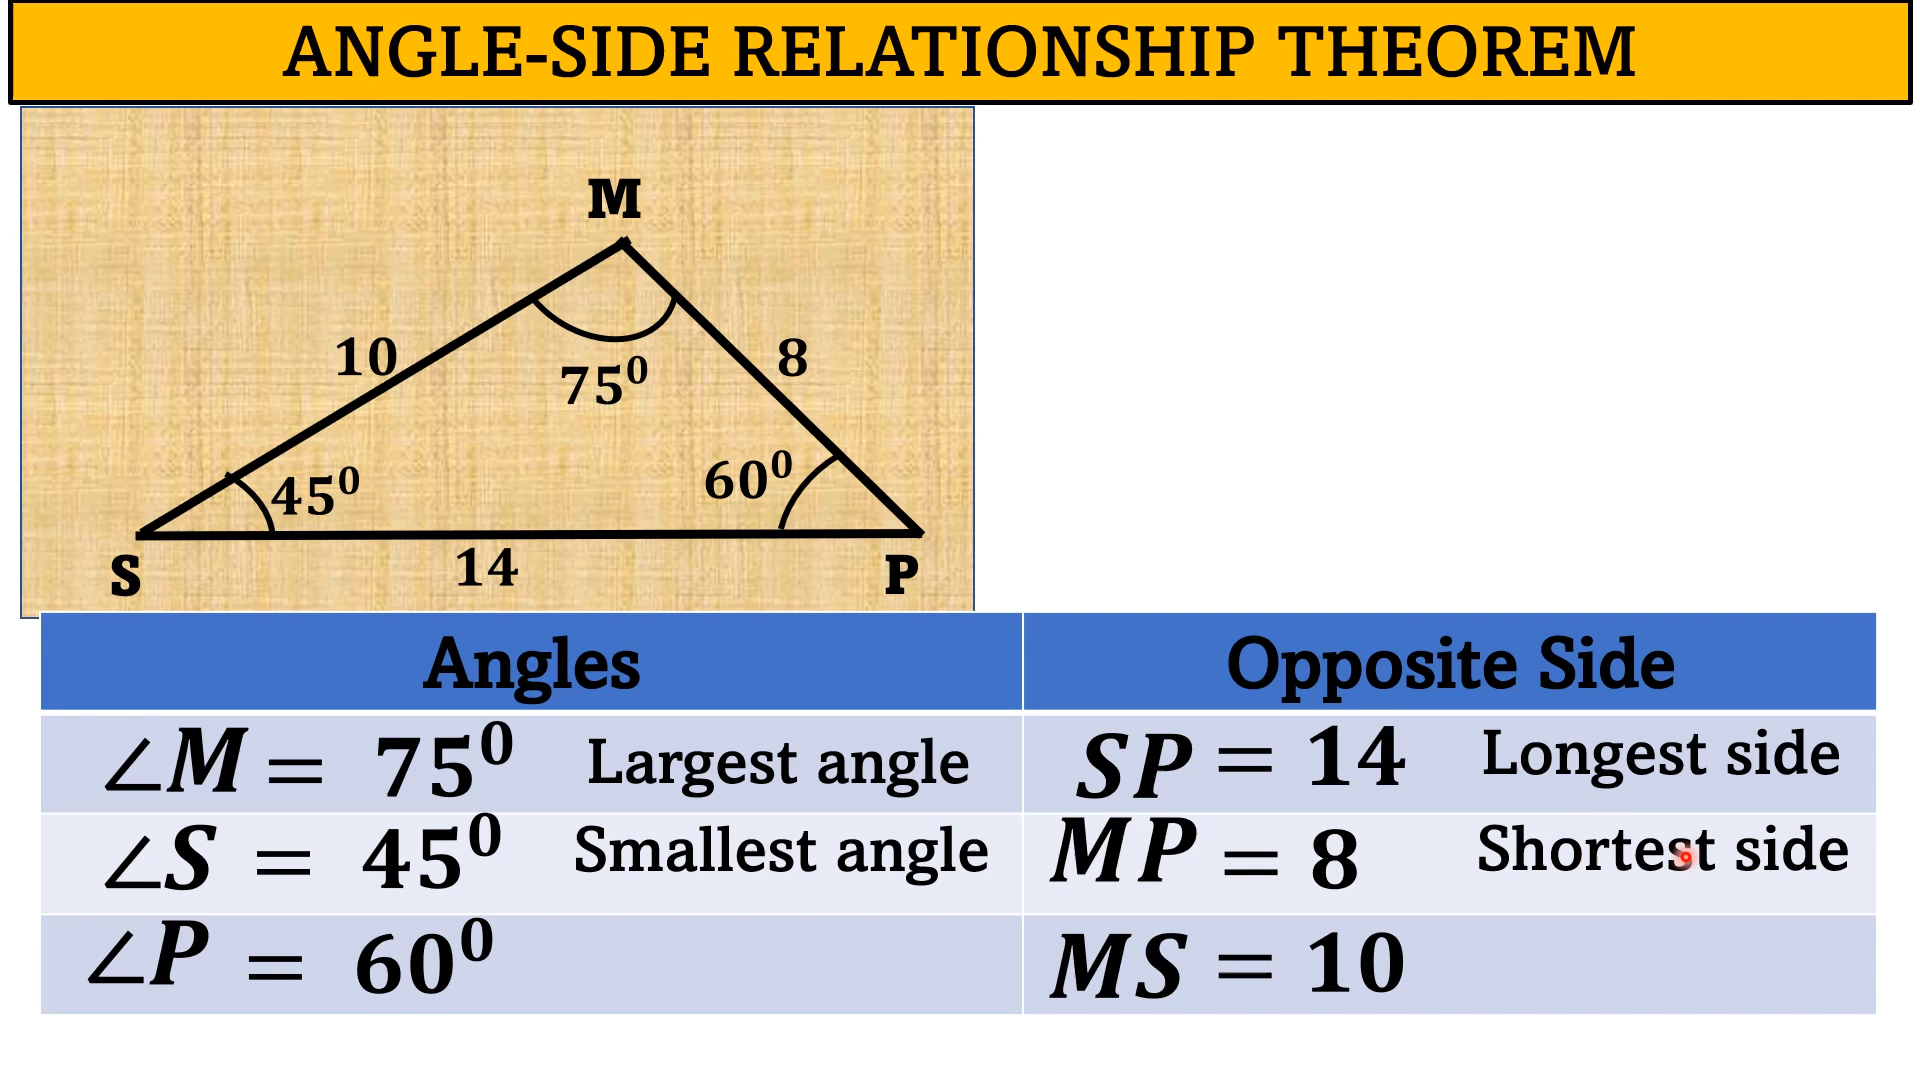 ANGLE-SIDE RELATIONSHIP THEOREM
M
10
8
75⁰
45⁰
60⁰
S
14
P
Angles Opposite Side
∠M = 75⁰ Largest angle SP = 14 Longest side
∠S = 45⁰ Smallest angle MP = 8 Shortest side
∠P = 60⁰ MS = 10